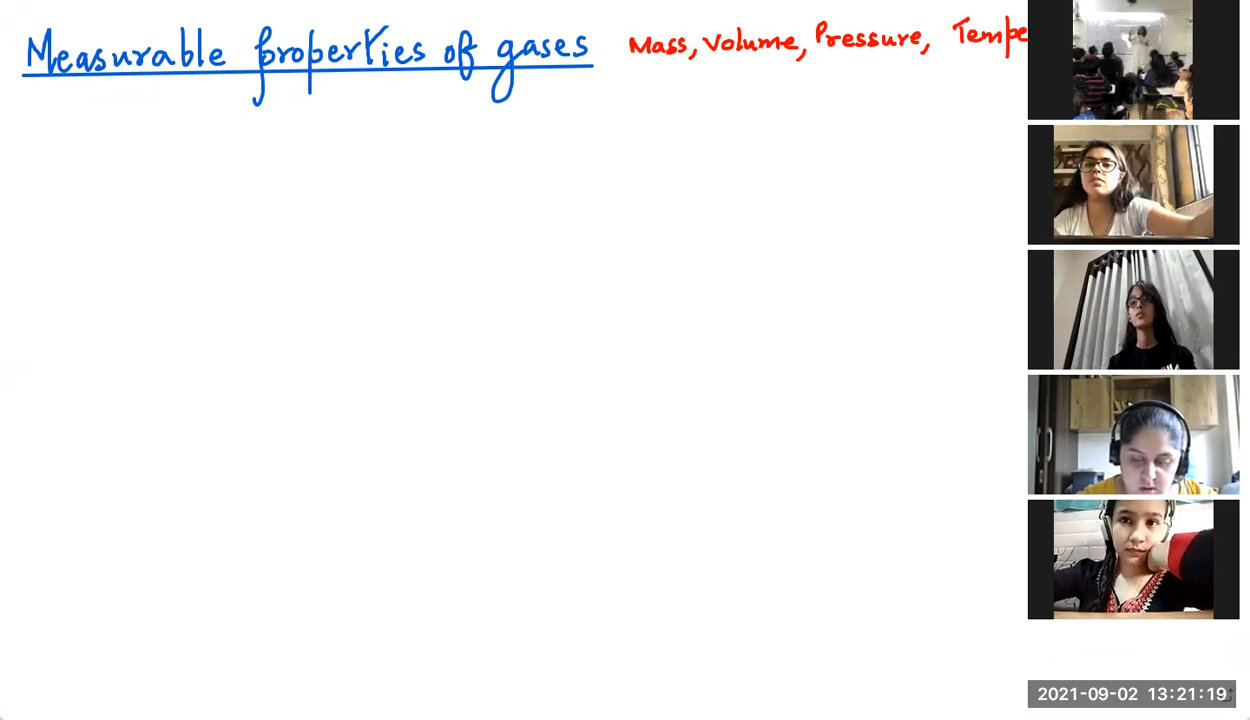 Measurable properties of gases Mass, Volume, Pressure, Tempe
2021-09-02 13:21:19